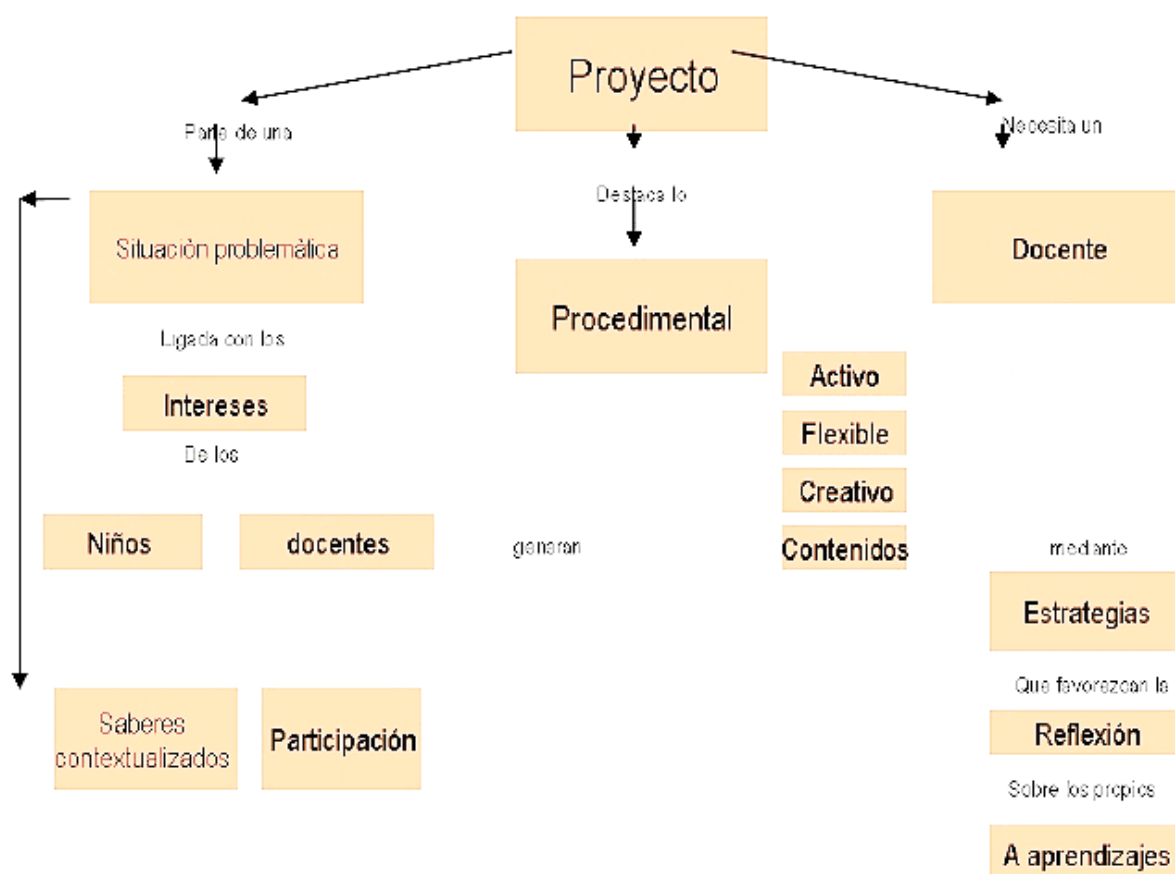 Proyecto
Parte de una
Necesita un
Destaca lo
Situación problemática
Docente
Procedimental
Ligada con los
Intereses
De los
Activo
Flexible
Creativo
Contenidos
Niños
docentes
generan
mediante
Estrategias
Que favorezcan la
Reflexión
Sobre los propios
A aprendizajes
Saberes
contextualizados
Participación